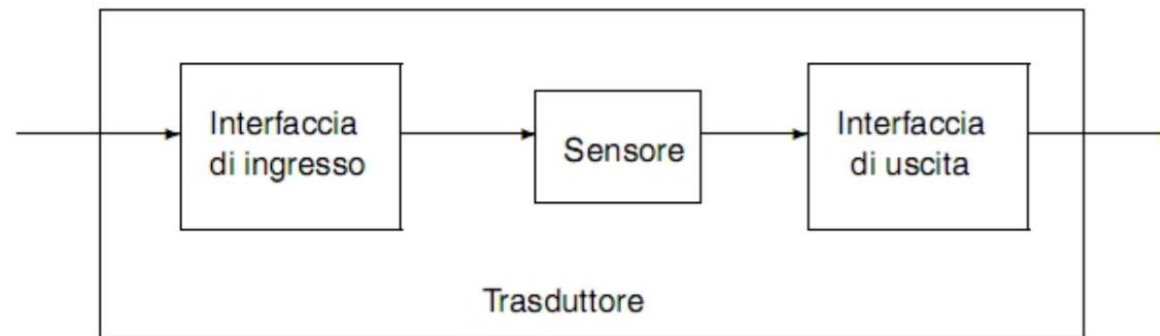 Interfaccia
di ingresso
Sensore
Interfaccia
di uscita
Trasduttore